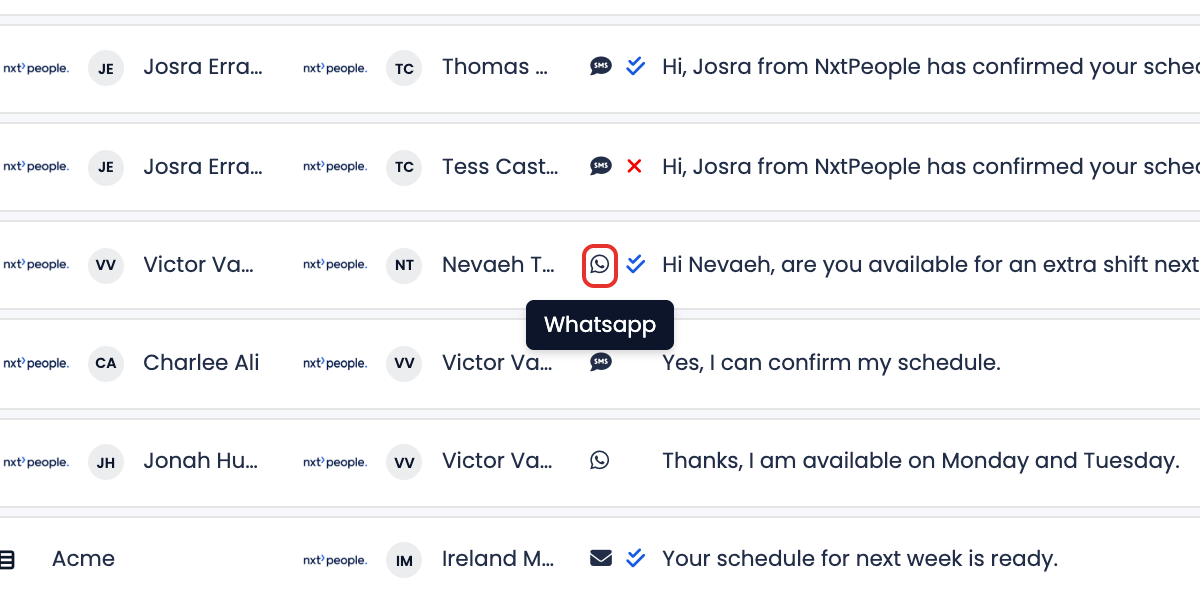 nxt people. JE Josra Erra... nxt people. TC Thomas ... SMS Hi, Josra from NxtPeople has confirmed your sched
nxt people. JE Josra Erra... nxt people. TC Tess Cast... SMS Hi, Josra from NxtPeople has confirmed your sched
nxt people. VV Victor Va... nxt people. NT Nevaeh T... Hi Nevaeh, are you available for an extra shift next
Whatsapp
nxt people. CA Charlee Ali nxt people. VV Victor Va... SMS Yes, I can confirm my schedule.
nxt people. JH Jonah Hu... nxt people. VV Victor Va... Thanks, I am available on Monday and Tuesday.
Acme nxt people. IM Ireland M... Your schedule for next week is ready.